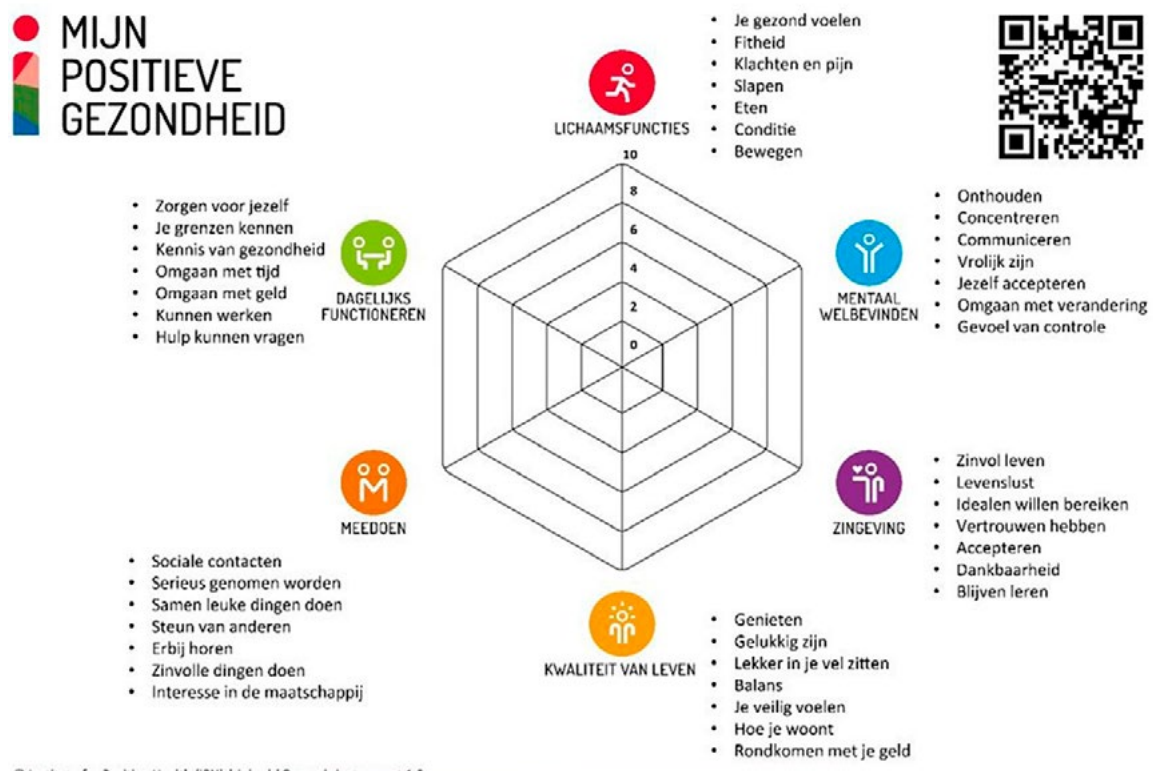 MIJN
POSITIEVE
GEZONDHEID
LICHAAMSFUNCTIES
• Je gezond voelen
• Fitheid
• Klachten en pijn
• Slapen
• Eten
• Conditie
• Bewegen
10
8
6
4
2
0
• Zorgen voor jezelf
• Je grenzen kennen
• Kennis van gezondheid
• Omgaan met tijd
• Omgaan met geld
• Kunnen werken
• Hulp kunnen vragen
DAGELIJKS
FUNCTIONEREN
MENTAAL
WELBEVINDEN
• Onthouden
• Concentreren
• Communiceren
• Vrolijk zijn
• Jezelf accepteren
• Omgaan met verandering
• Gevoel van controle
MEEDOEN
• Sociale contacten
• Serieus genomen worden
• Samen leuke dingen doen
• Steun van anderen
• Erbij horen
• Zinvolle dingen doen
• Interesse in de maatschappij
ZINGEVING
• Zinvol leven
• Levenslust
• Idealen willen bereiken
• Vertrouwen hebben
• Accepteren
• Dankbaarheid
• Blijven leren
KWALITEIT VAN LEVEN
• Genieten
• Gelukkig zijn
• Lekker in je vel zitten
• Balans
• Je veilig voelen
• Hoe je woont
• Rondkomen met je geld